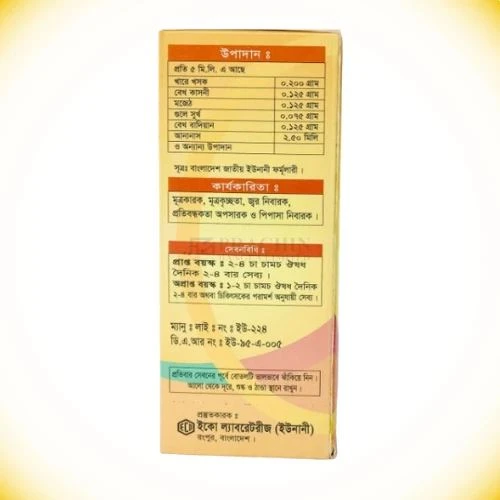 উপাদান ঃ
প্রতি ৫ মি.লি. এ আছে
খারে খসক ০.২০০ গ্রাম
বেখ কাসনী ০.১২৫ গ্রাম
মজেঠ ০.১২৫ গ্রাম
গুলে সুর্খ ০.০৭৫ গ্রাম
বেখ বাদিয়ান ০.১২৫ গ্রাম
আনানাস ২.৫০ মিলি
ও অন্যান্য উপাদান
সূত্রঃ বাংলাদেশ জাতীয় ইউনানী ফর্মূলারী ।
কার্যকারিতা ঃ
মূত্রকারক, মূত্রকৃচ্ছতা, জ্বর নিবারক,
প্রতিবন্ধকতা অপসারক ও পিপাসা নিবারক ।
সেবনবিধি ঃ
প্রাপ্ত বয়স্ক ঃ ২-৪ চা চামচ ঔষধ
দৈনিক ২-৪ বার সেব্য ।
অপ্রাপ্ত বয়স্ক ঃ ১-২ চা চামচ ঔষধ দৈনিক
২-৪ বার অথবা চিকিৎসকের পরামর্শ অনুযায়ী সেব্য ।
ম্যানু ঃ লাই ঃ নং ঃ ইউ-২২৪
ডি.এ.আর নং ঃ ইউ-৯৫-এ-০০৫
প্রতিবার সেবনের পূর্বে বোতলটি ভালভাবে ঝাঁকিয়ে নিন ।
আলো থেকে দূরে, শুষ্ক ও ঠান্ডা স্থানে রাখুন ।
প্রস্তুতকারক ঃ
ECO ইকো ল্যাবরেটরীজ (ইউনানী)
রংপুর, বাংলাদেশ ।